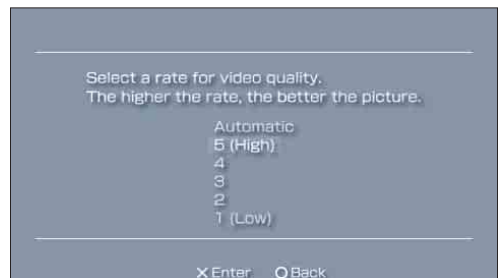 Select a rate for video quality.
The higher the rate, the better the picture.
Automatic
5 (High)
4
3
2
1 (Low)
X Enter O Back